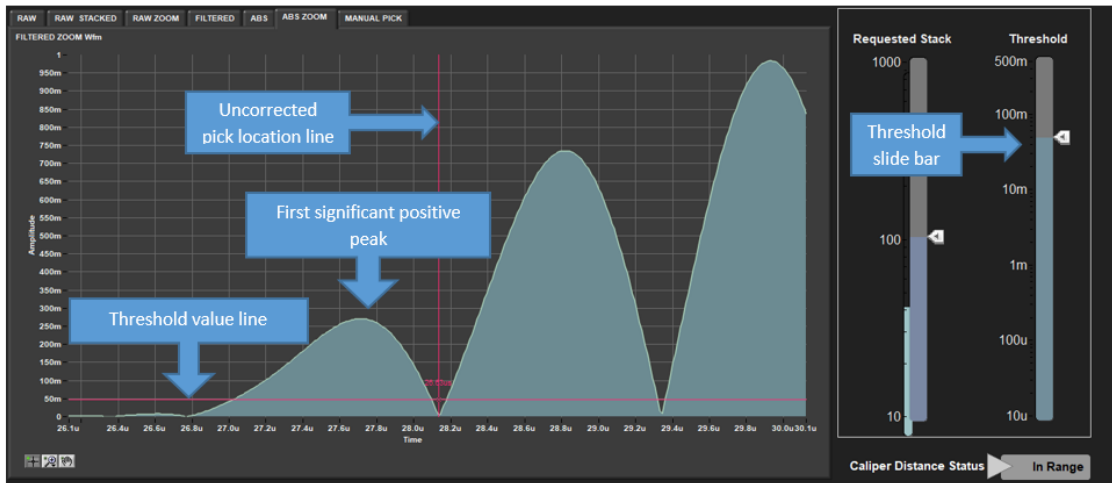 RAW RAW STACKED RAW ZOOM FILTERED ABS ABS ZOOM MANUAL PICK
FILTERED ZOOM Wfm
1
950m
900m
850m
800m
750m
700m
650m
600m
550m
500m
450m
400m
350m
300m
250m
200m
150m
100m
50m
0
Amplitude
26.1u 26.4u 26.6u 26.8u 27.0u 27.2u 27.4u 27.6u 27.8u 28.0u 28.2u 28.4u 28.6u 28.8u 29.0u 29.2u 29.4u 29.6u 29.8u 30.0u 30.1u
Time
Uncorrected
pick location line
First significant positive
peak
Threshold value line
Requested Stack
1000
100
10
Threshold
500m
100m
10m
1m
100u
10u
Threshold
slide bar
Caliper Distance Status
In Range